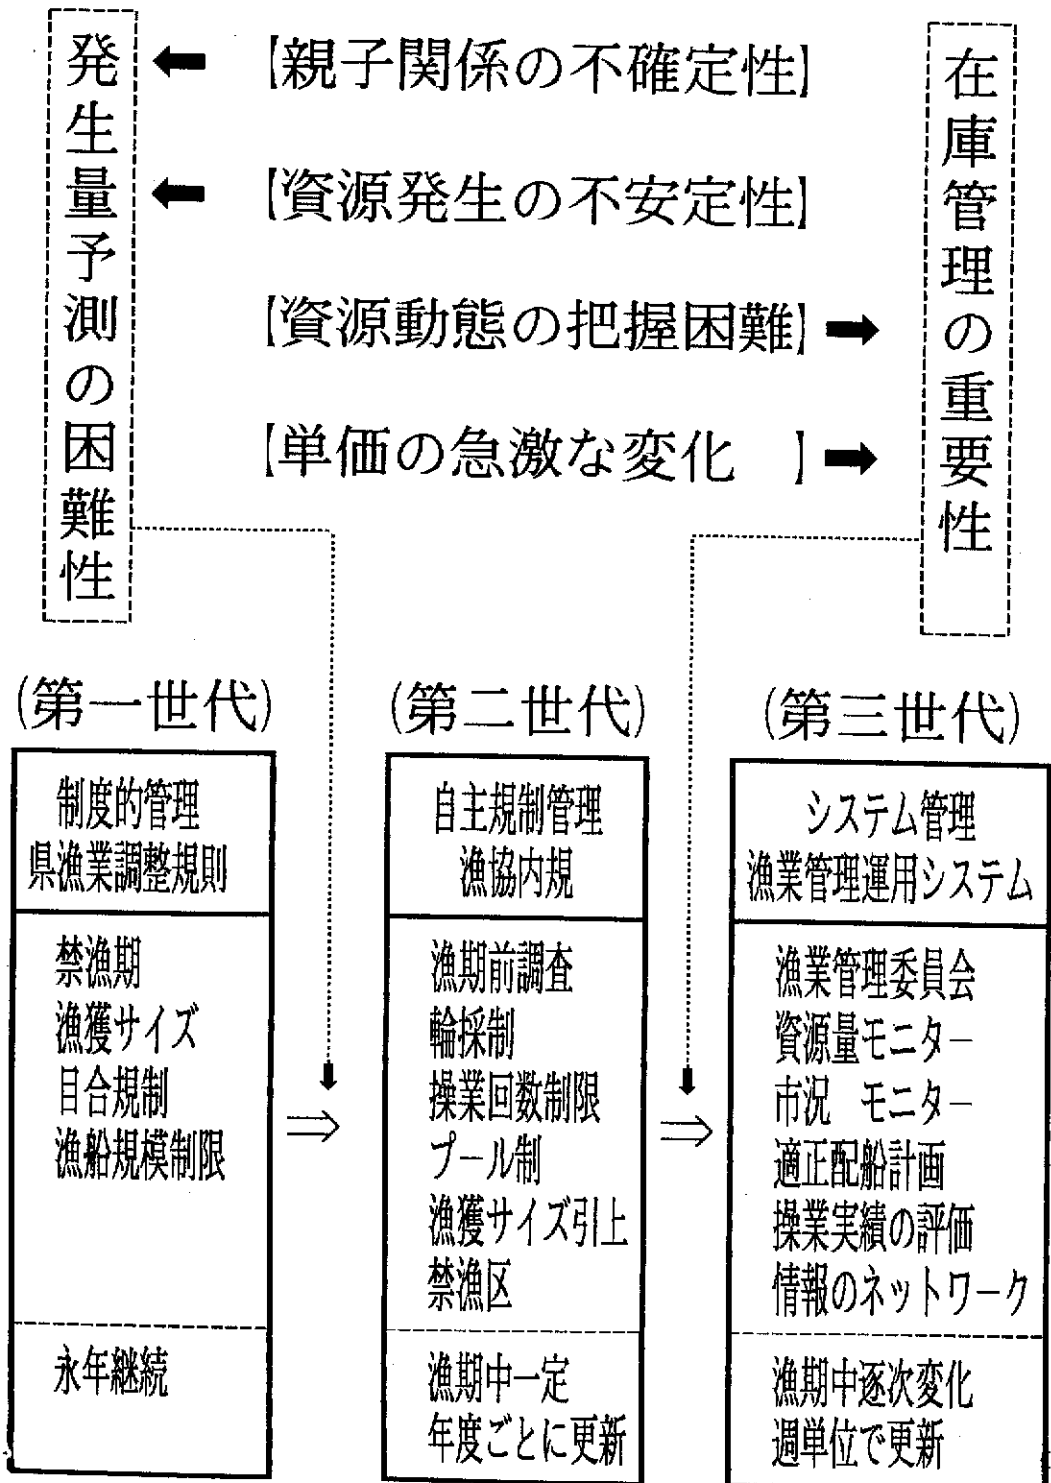 発生量予測の困難性
【親子関係の不確定性】
【資源発生の不安定性】
【資源動態の把握困難】
【単価の急激な変化　】
在庫管理の重要性
(第一世代)
制度的管理
県漁業調整規則
禁漁期
漁獲サイズ
目合規制
漁船規模制限
永年継続
(第二世代)
自主規制管理
漁協内規
漁期前調査
輪採制
操業回数制限
プール制
漁獲サイズ引上
禁漁区
漁期中一定
年度ごとに更新
(第三世代)
システム管理
漁業管理運用システム
漁業管理委員会
資源量モニター
市況　モニター
適正配船計画
操業実績の評価
情報のネットワーク
漁期中逐次変化
週単位で更新